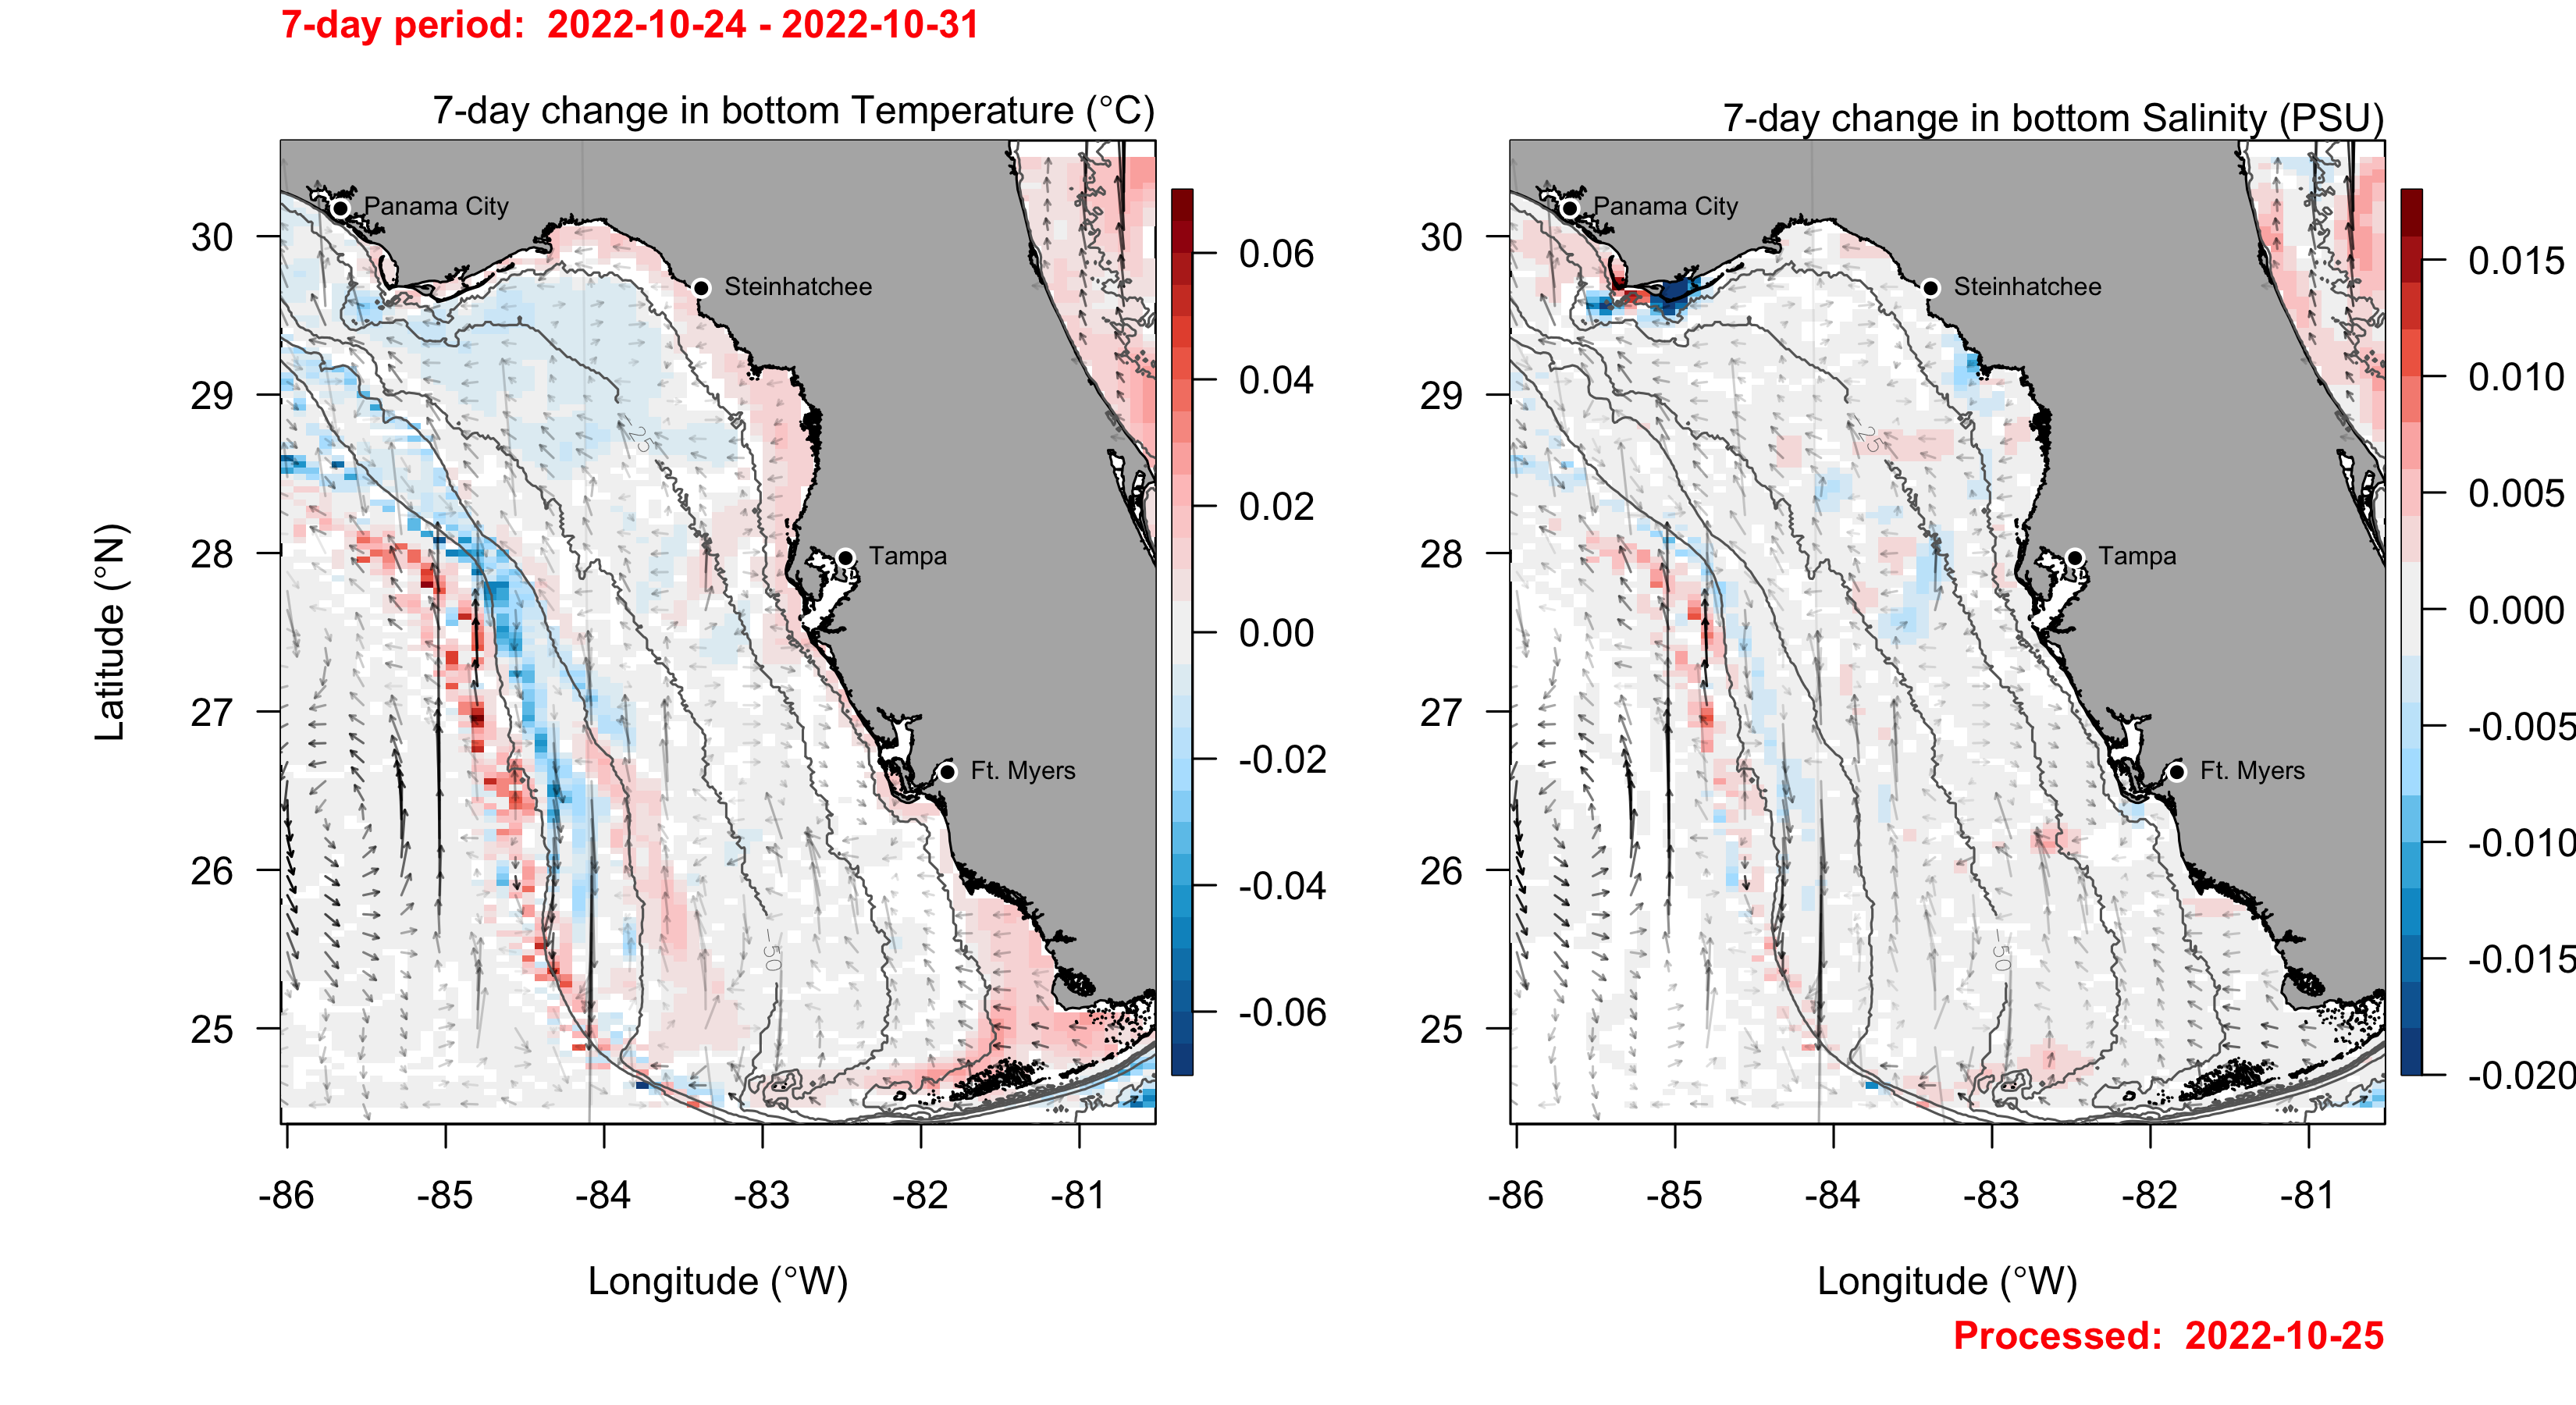 7-day period:  2022-10-24 - 2022-10-31
7-day change in bottom Temperature (°C)
7-day change in bottom Salinity (PSU)
Panama City
Steinhatchee
Tampa
Ft. Myers
-25
-50
30
29
28
27
26
25
Latitude (°N)
-86 -85 -84 -83 -82 -81
Longitude (°W)
0.06
0.04
0.02
0.00
-0.02
-0.04
-0.06
Panama City
Steinhatchee
Tampa
Ft. Myers
-25
-50
30
29
28
27
26
25
-86 -85 -84 -83 -82 -81
Longitude (°W)
0.015
0.010
0.005
0.000
-0.005
-0.010
-0.015
-0.020
Processed:  2022-10-25